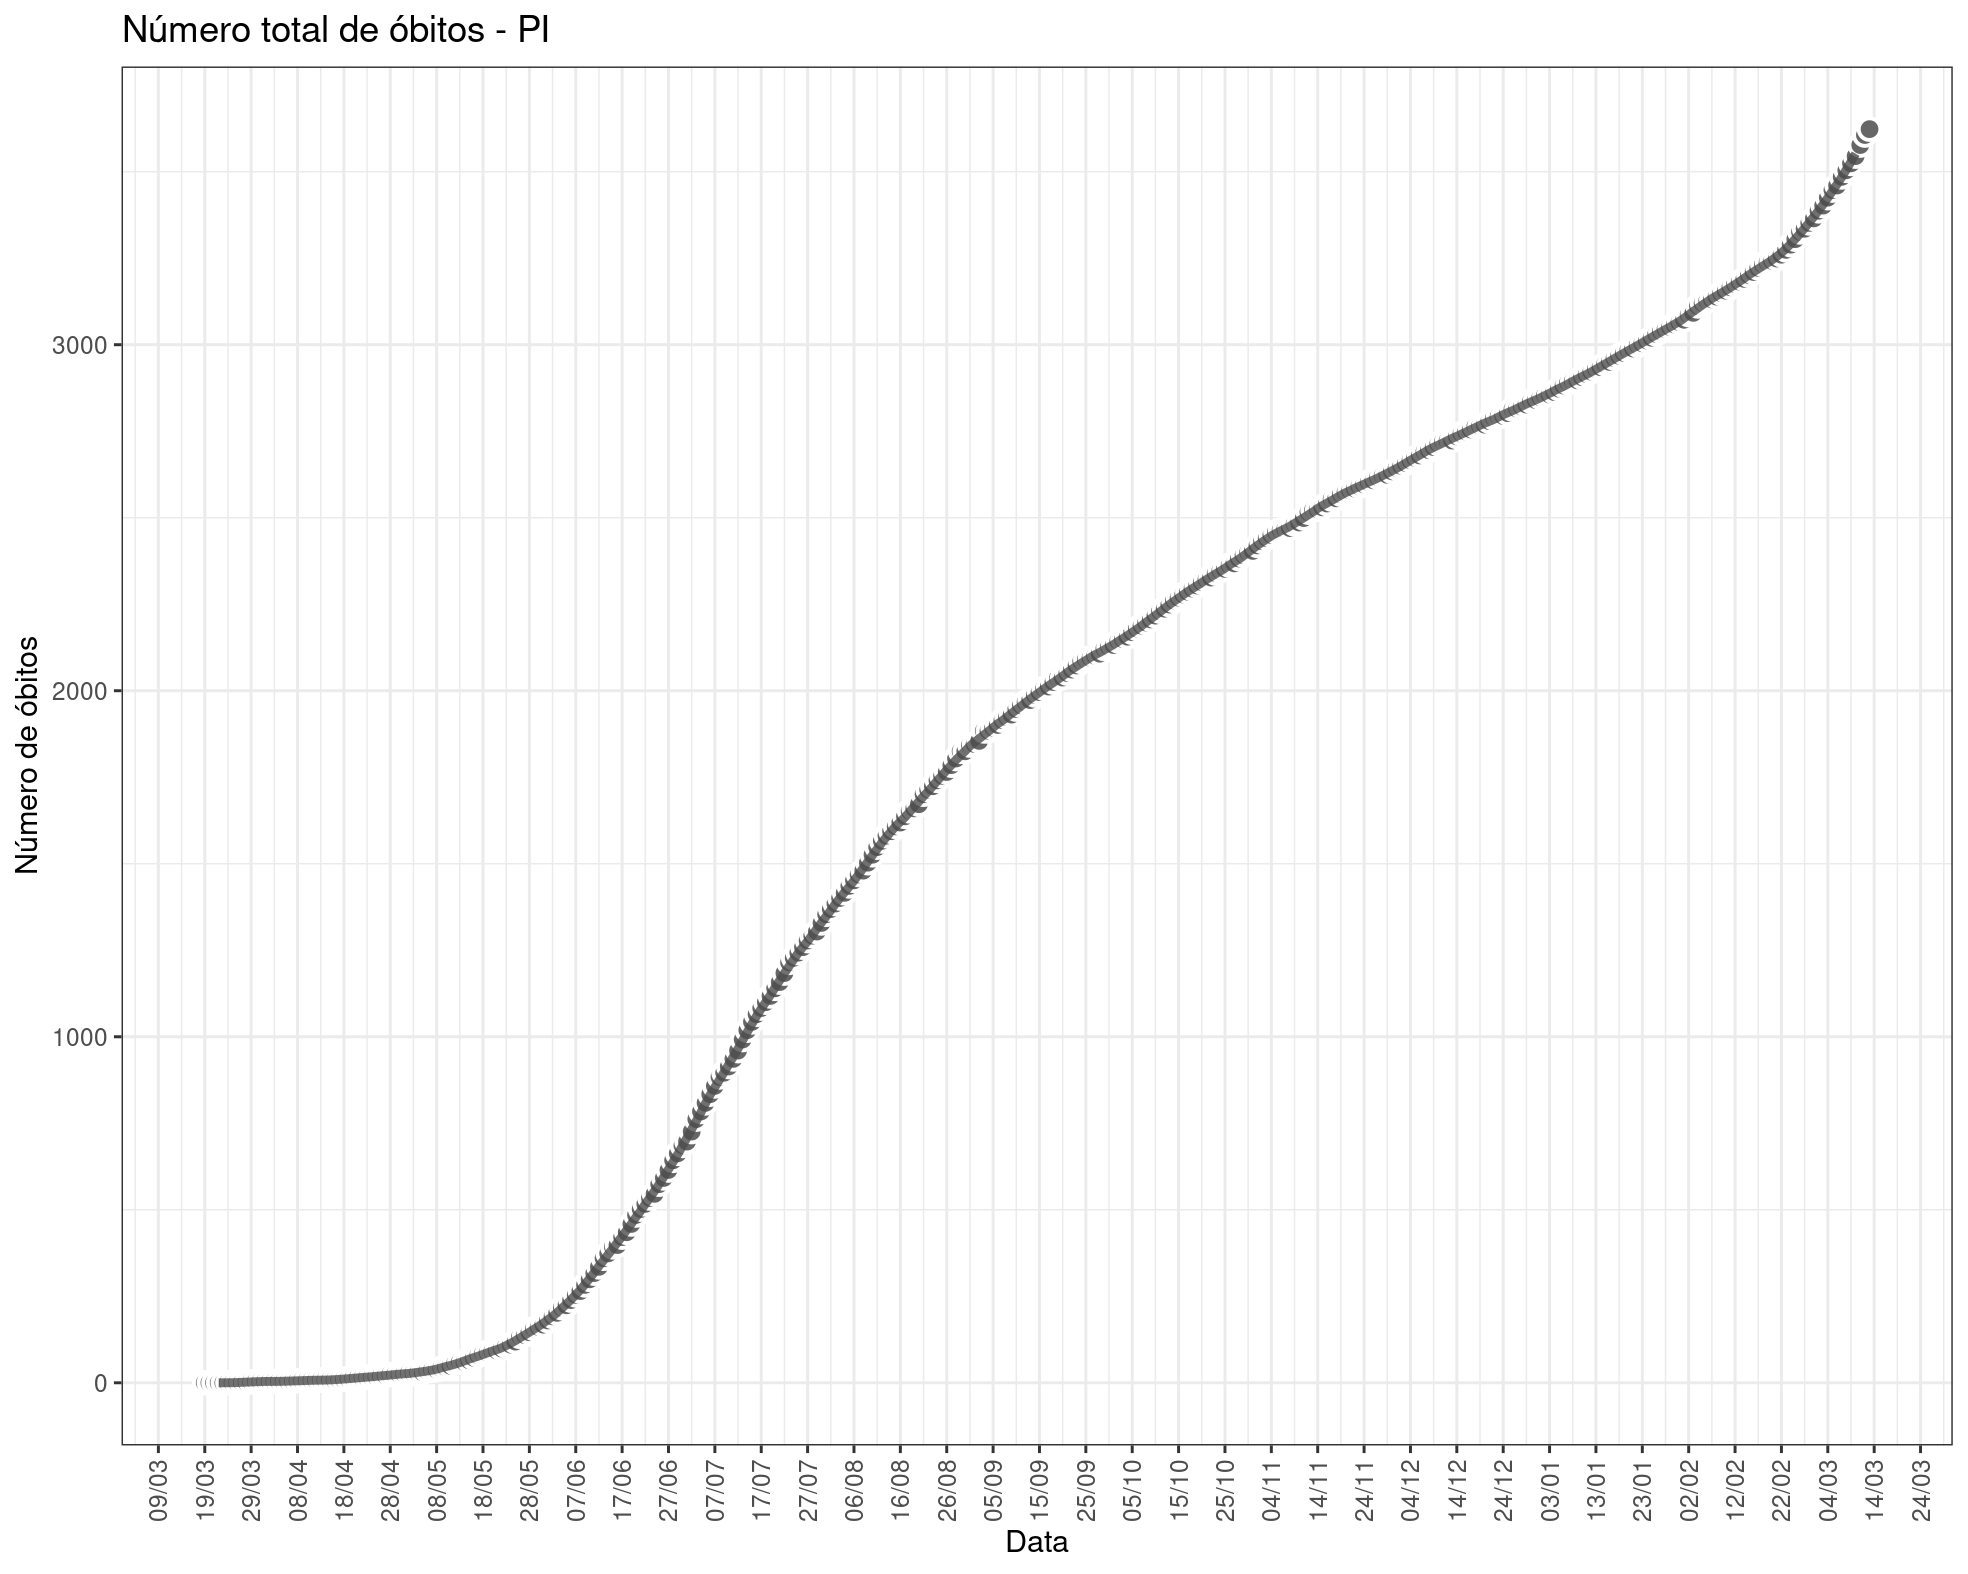 Número total de óbitos - PI
Número de óbitos
3000
2000
1000
0
09/03 19/03 29/03 08/04 18/04 28/04 08/05 18/05 28/05 07/06 17/06 27/06 07/07 17/07 27/07 06/08 16/08 26/08 05/09 15/09 25/09 05/10 15/10 25/10 04/11 14/11 24/11 04/12 14/12 24/12 03/01 13/01 23/01 02/02 12/02 22/02 04/03 14/03 24/03
Data